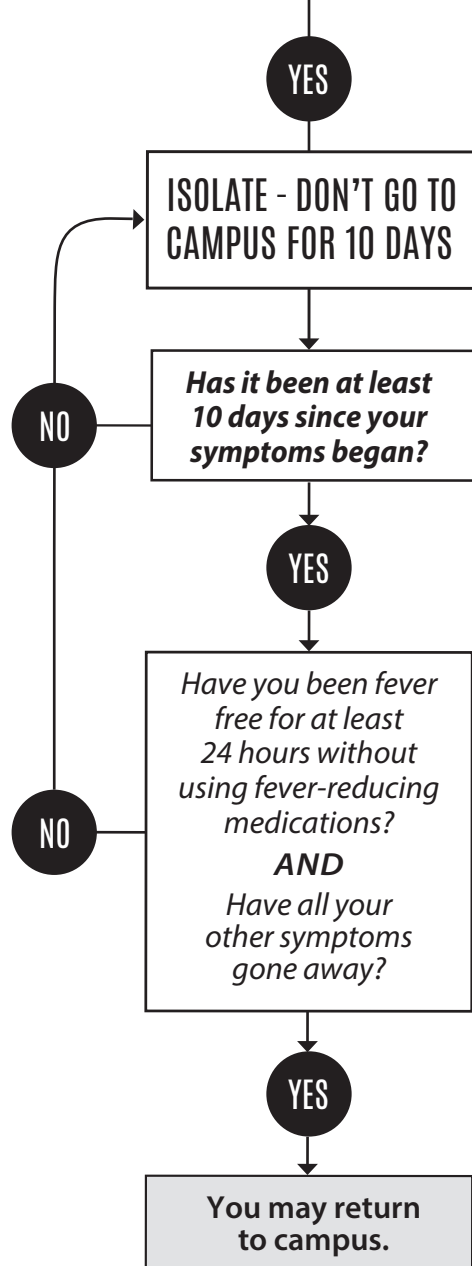 YES
ISOLATE - DON'T GO TO
CAMPUS FOR 10 DAYS
Has it been at least
10 days since your
symptoms began?
NO
YES
Have you been fever
free for at least
24 hours without
using fever-reducing
medications?
AND
Have all your
other symptoms
gone away?
NO
YES
You may return
to campus.